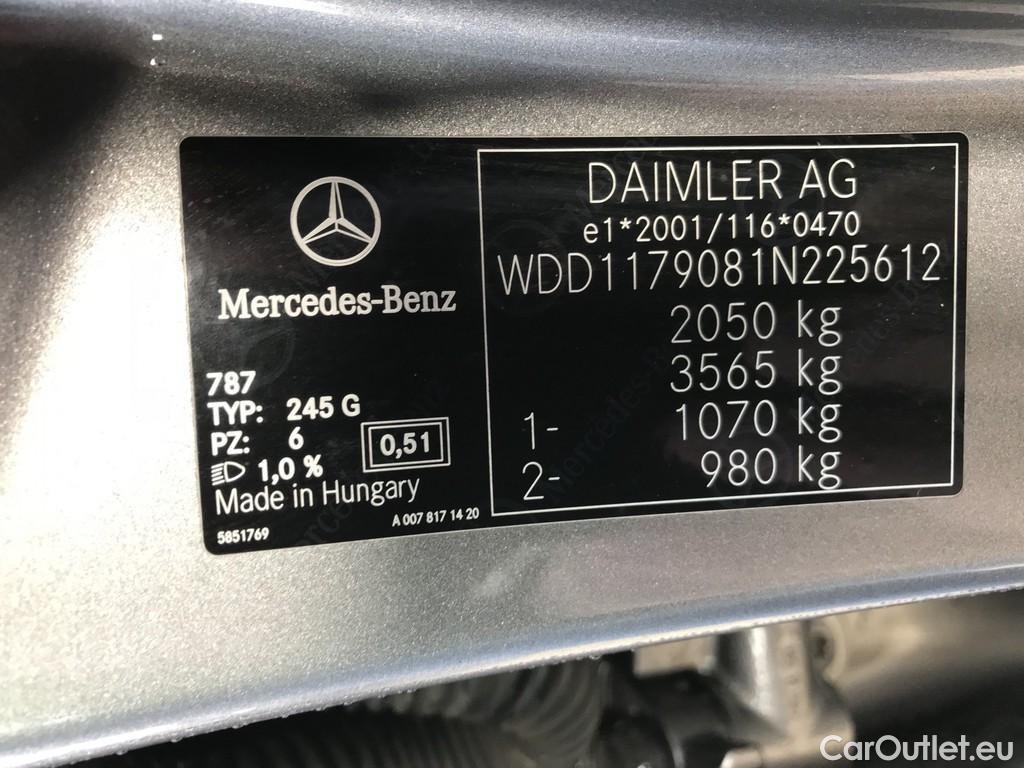 Mercedes-Benz
787
TYP: 245 G
PZ: 6
0,51
1,0 %
Made in Hungary
5851769
A 007 817 14 20
DAIMLER AG
e1*2001/116*0470
WDD1179081N225612
2050 kg
3565 kg
1- 1070 kg
2- 980 kg
CarOutlet.eu